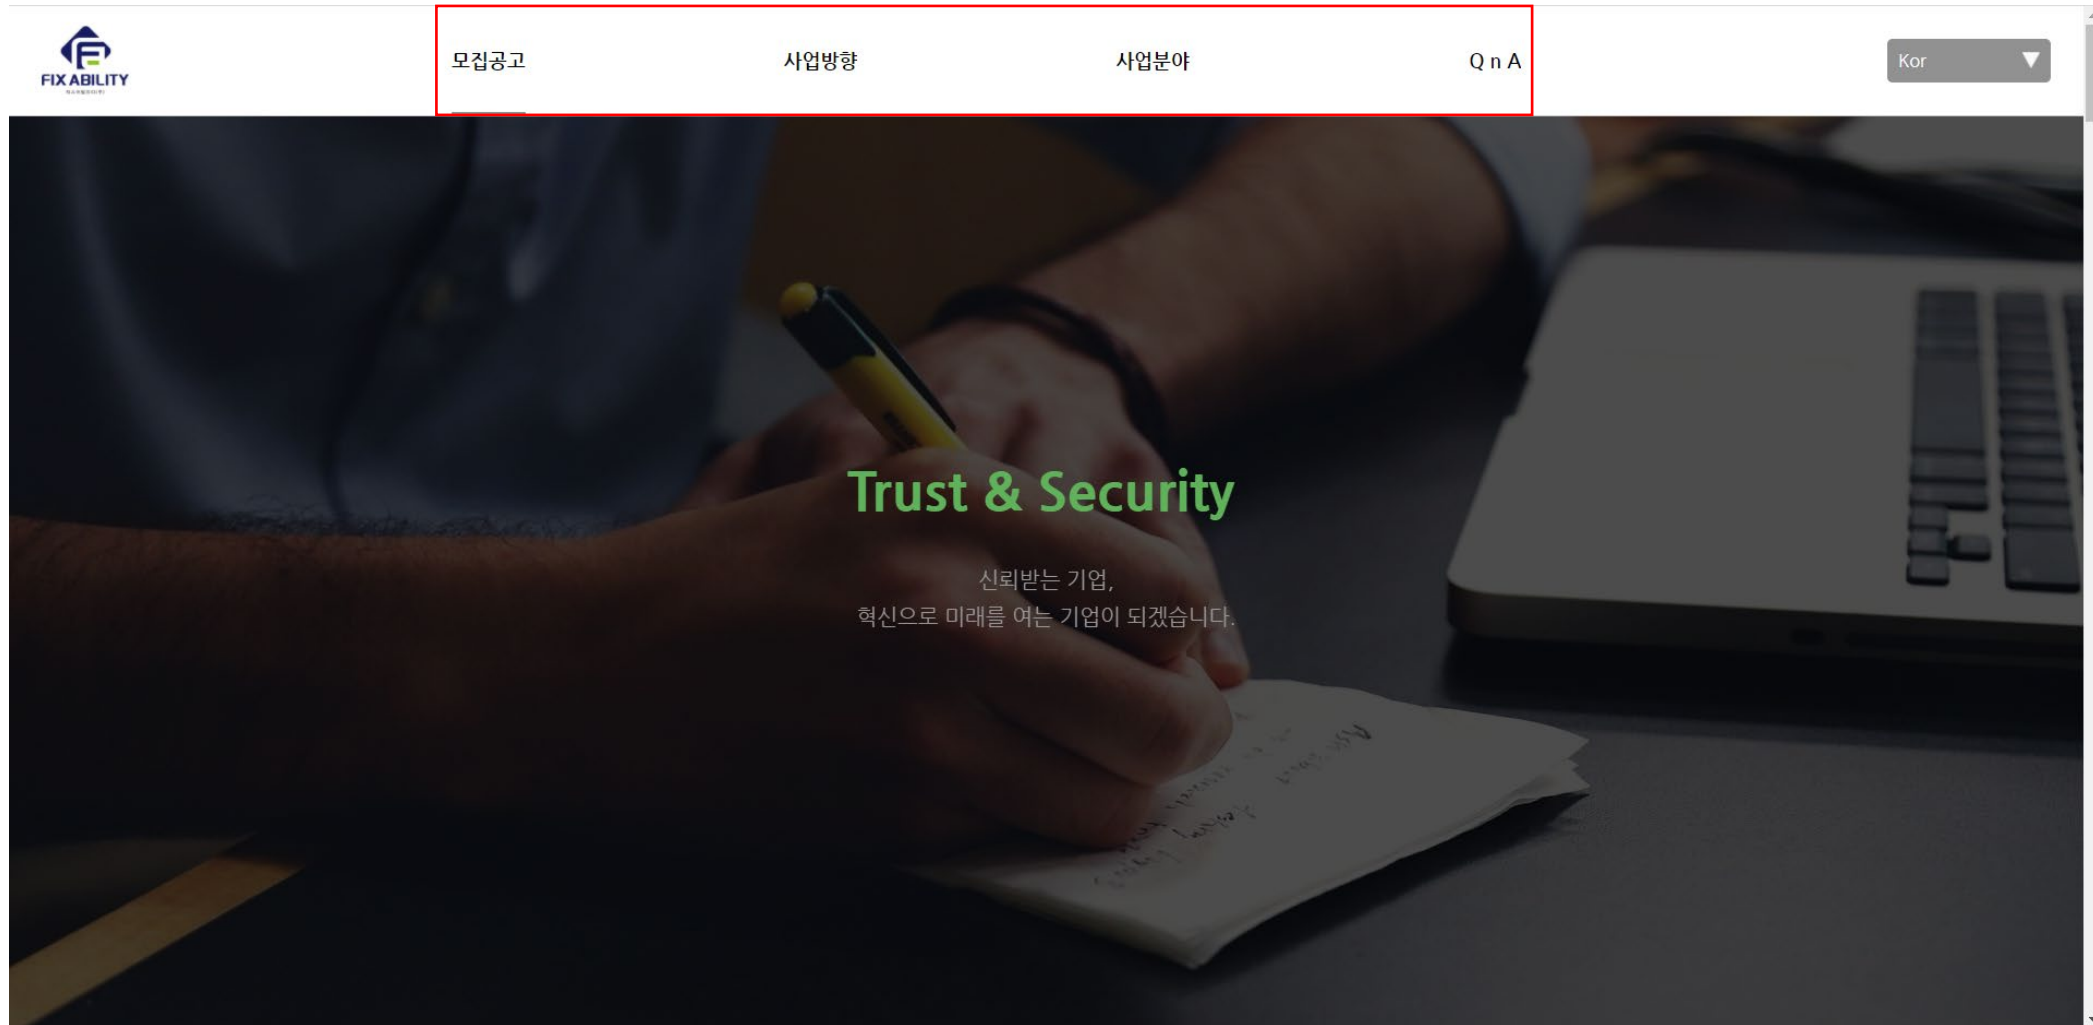 FIXABILITY
모집공고
사업방향
사업분야
Q n A
Kor
Trust & Security
신뢰받는 기업,
혁신으로 미래를 여는 기업이 되겠습니다.